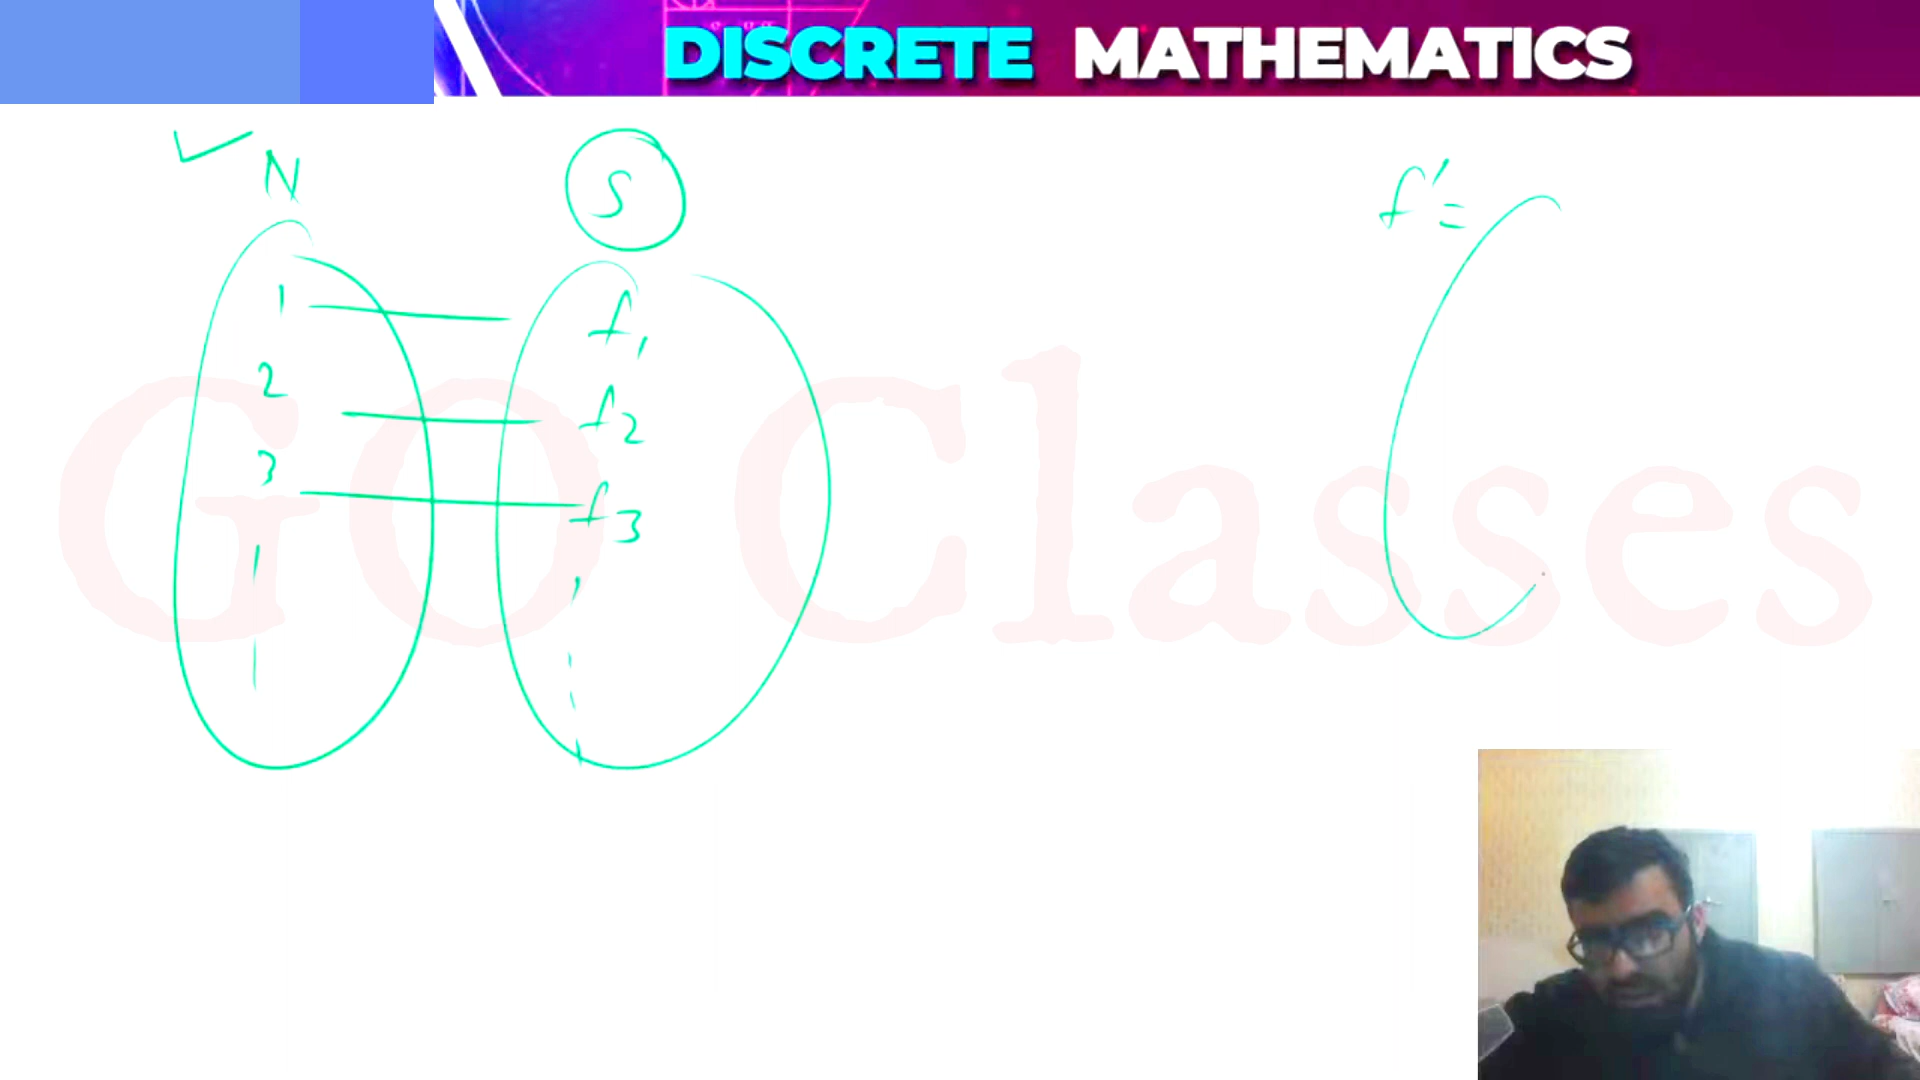 DISCRETE MATHEMATICS
N
S
f' =
1
f1
2
f2
3
f3
GO Classes